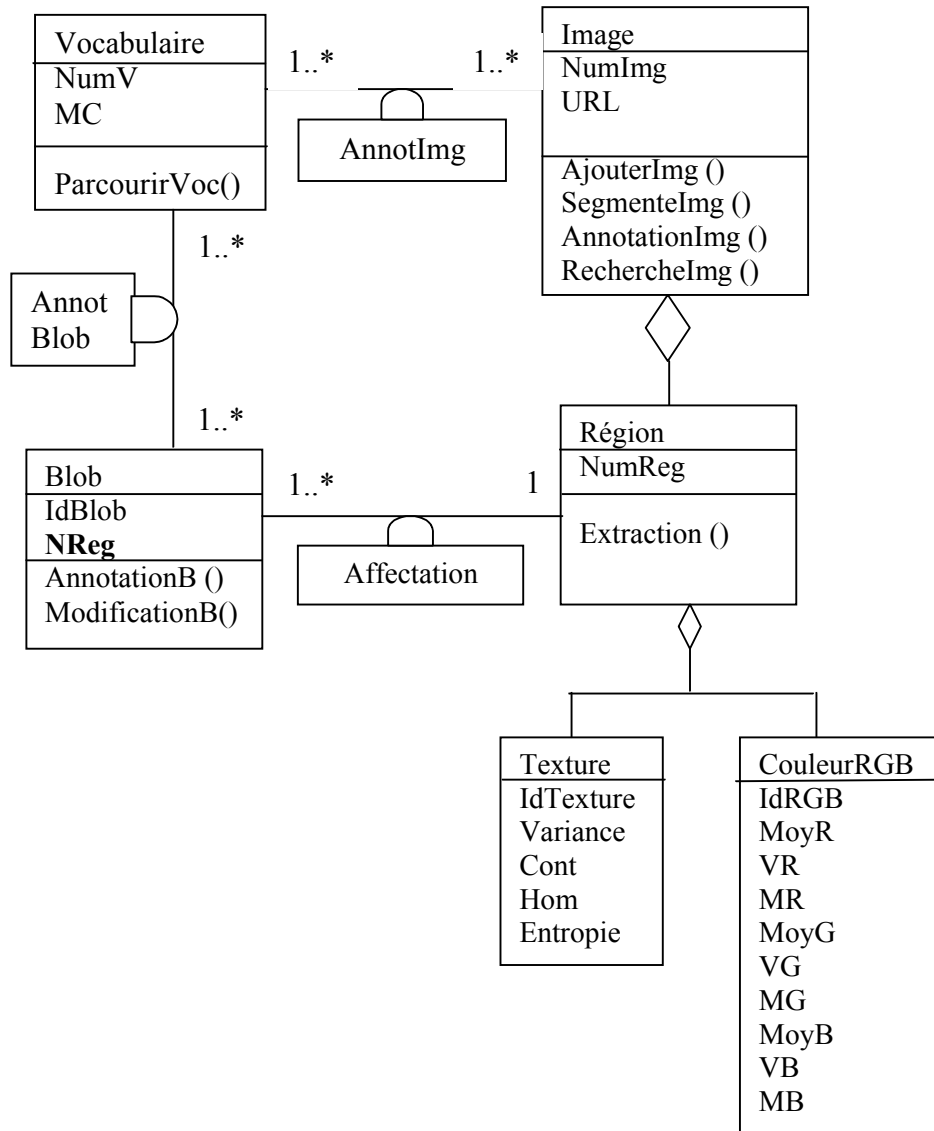 Vocabulaire
NumV
MC
ParcourirVoc()
1..*
1..*
AnnotImg
Image
NumImg
URL
AjouterImg ()
SegmenteImg ()
AnnotationImg ()
RechercheImg ()
1..*
Annot
Blob
1..*
Blob
IdBlob
NReg
AnnotationB ()
ModificationB()
1..*
1
Affectation
Région
NumReg
Extraction ()
Texture
IdTexture
Variance
Cont
Hom
Entropie
CouleurRGB
IdRGB
MoyR
VR
MR
MoyG
VG
MG
MoyB
VB
MB